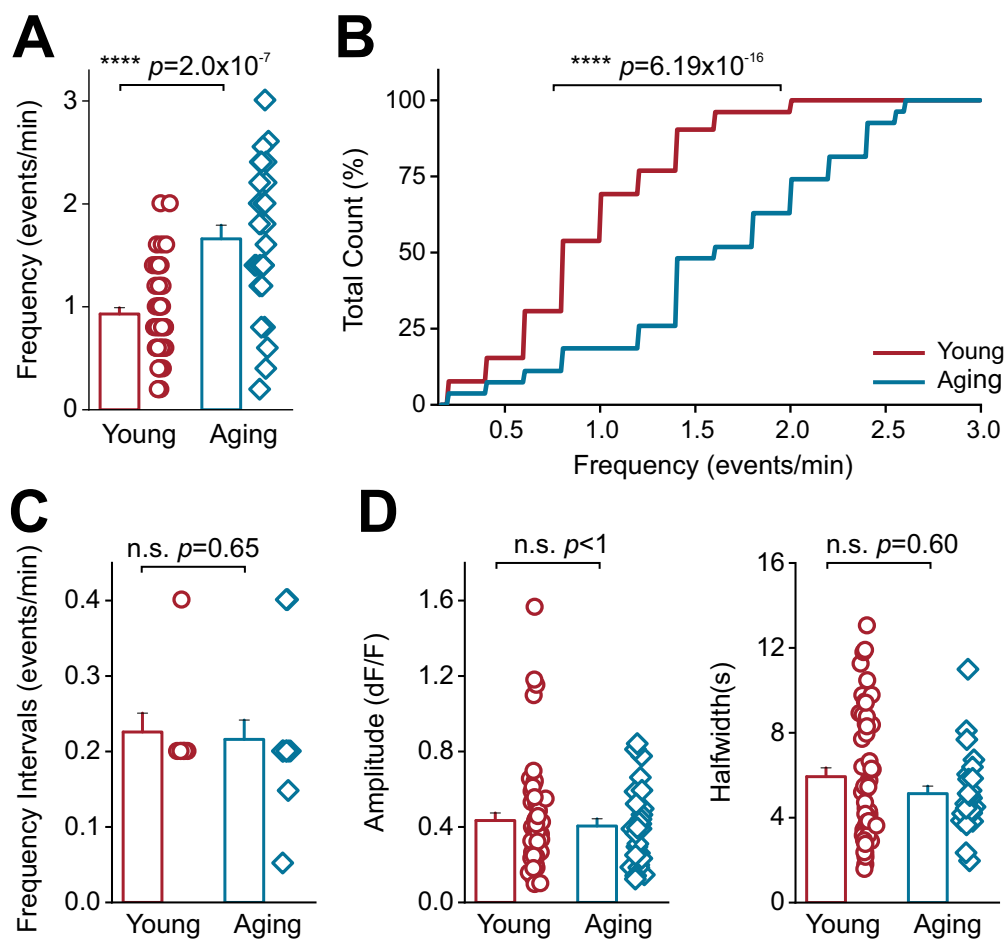 A
**** p=2.0x10⁻⁷
Frequency (events/min)
3
2
1
0
Young
Aging
B
**** p=6.19x10⁻¹⁶
Total Count (%)
100
75
50
25
0
Young
Aging
0.5
1.0
1.5
2.0
2.5
3.0
Frequency (events/min)
C
n.s. p=0.65
Frequency Intervals (events/min)
0.4
0.3
0.2
0.1
0.0
Young
Aging
D
n.s. p<1
Amplitude (dF/F)
1.6
1.2
0.8
0.4
0.0
Young
Aging
n.s. p=0.60
Halfwidth(s)
16
12
8
4
0
Young
Aging